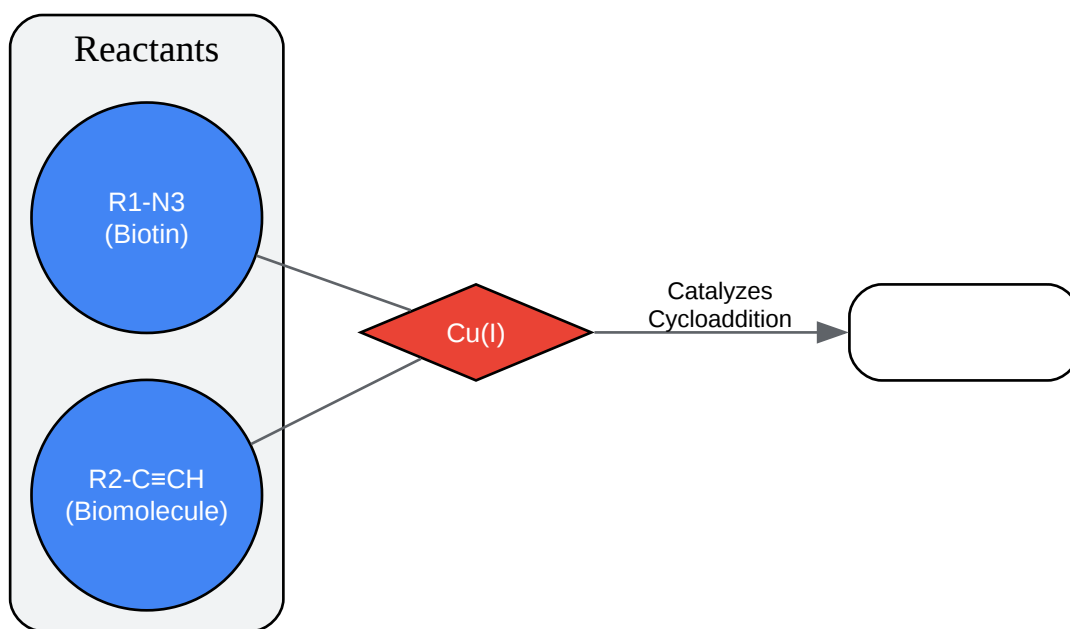 Reactants
R1-N3
(Biotin)
R2-C≡CH
(Biomolecule)
Cu(I)
Catalyzes
Cycloaddition